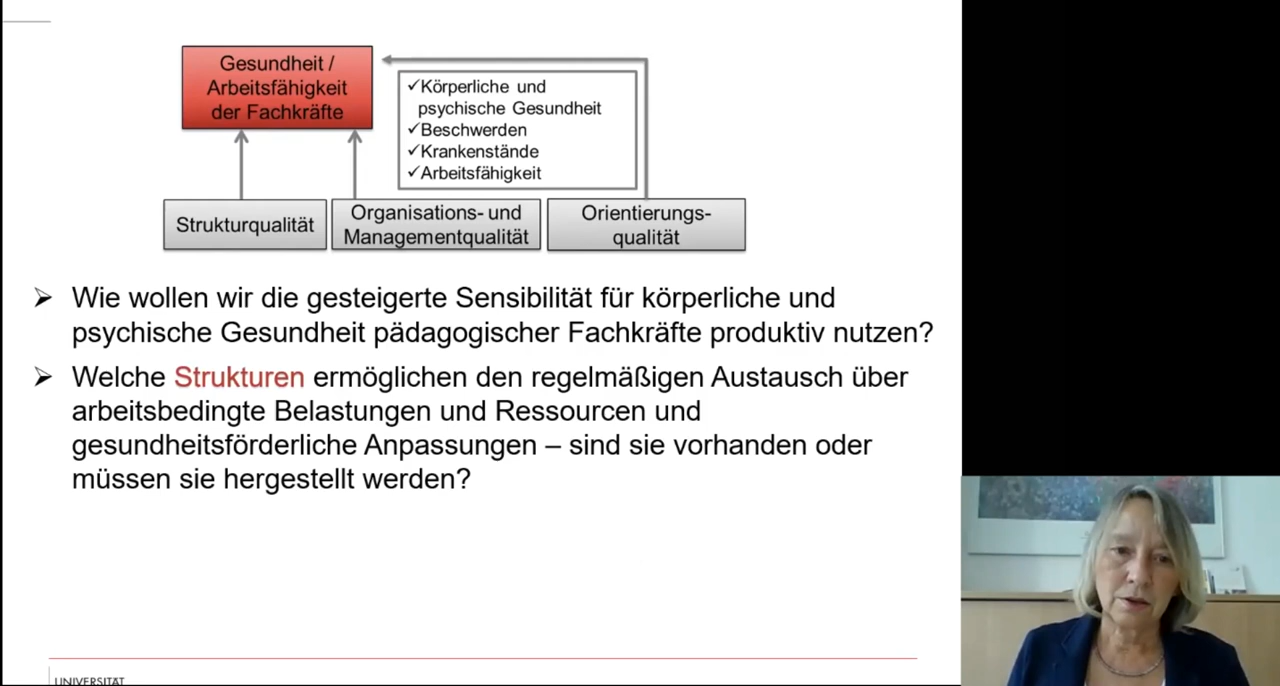 Gesundheit /
Arbeitsfähigkeit
der Fachkräfte
✓Körperliche und
psychische Gesundheit
✓Beschwerden
✓Krankenstände
✓Arbeitsfähigkeit
Strukturqualität
Organisations- und
Managementqualität
Orientierungs-
qualität
➢ Wie wollen wir die gesteigerte Sensibilität für körperliche und
psychische Gesundheit pädagogischer Fachkräfte produktiv nutzen?
➢ Welche Strukturen ermöglichen den regelmäßigen Austausch über
arbeitsbedingte Belastungen und Ressourcen und
gesundheitsförderliche Anpassungen – sind sie vorhanden oder
müssen sie hergestellt werden?
UNIVERSITÄT